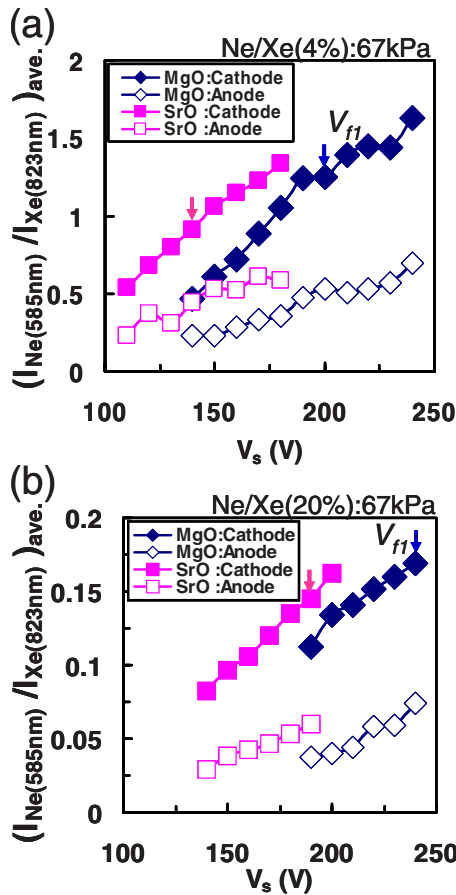 (a)
Ne/Xe(4%):67kPa
2
1.5
1
0.5
0
MgO:Cathode
MgO:Anode
SrO :Cathode
SrO :Anode
Vf1
(INe(585nm) /IXe(823nm) )ave.
100 150 200 250
Vs (V)
(b)
Ne/Xe(20%):67kPa
0.2
0.15
0.1
0.05
0
MgO:Cathode
MgO:Anode
SrO :Cathode
SrO :Anode
Vf1
(INe(585nm) /IXe(823nm) )ave.
100 150 200 250
Vs (V)